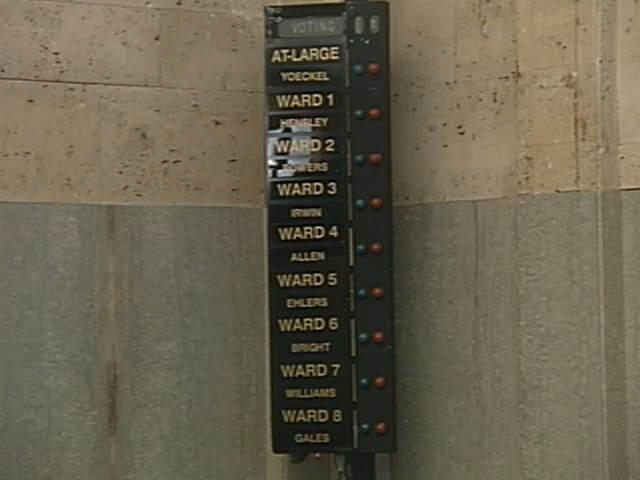 VOTING
AT-LARGE
YOECKEL
WARD 1
HENSLEY
WARD 2
BOWERS
WARD 3
IRWIN
WARD 4
ALLEN
WARD 5
EHLERS
WARD 6
BRIGHT
WARD 7
WILLIAMS
WARD 8
GALES